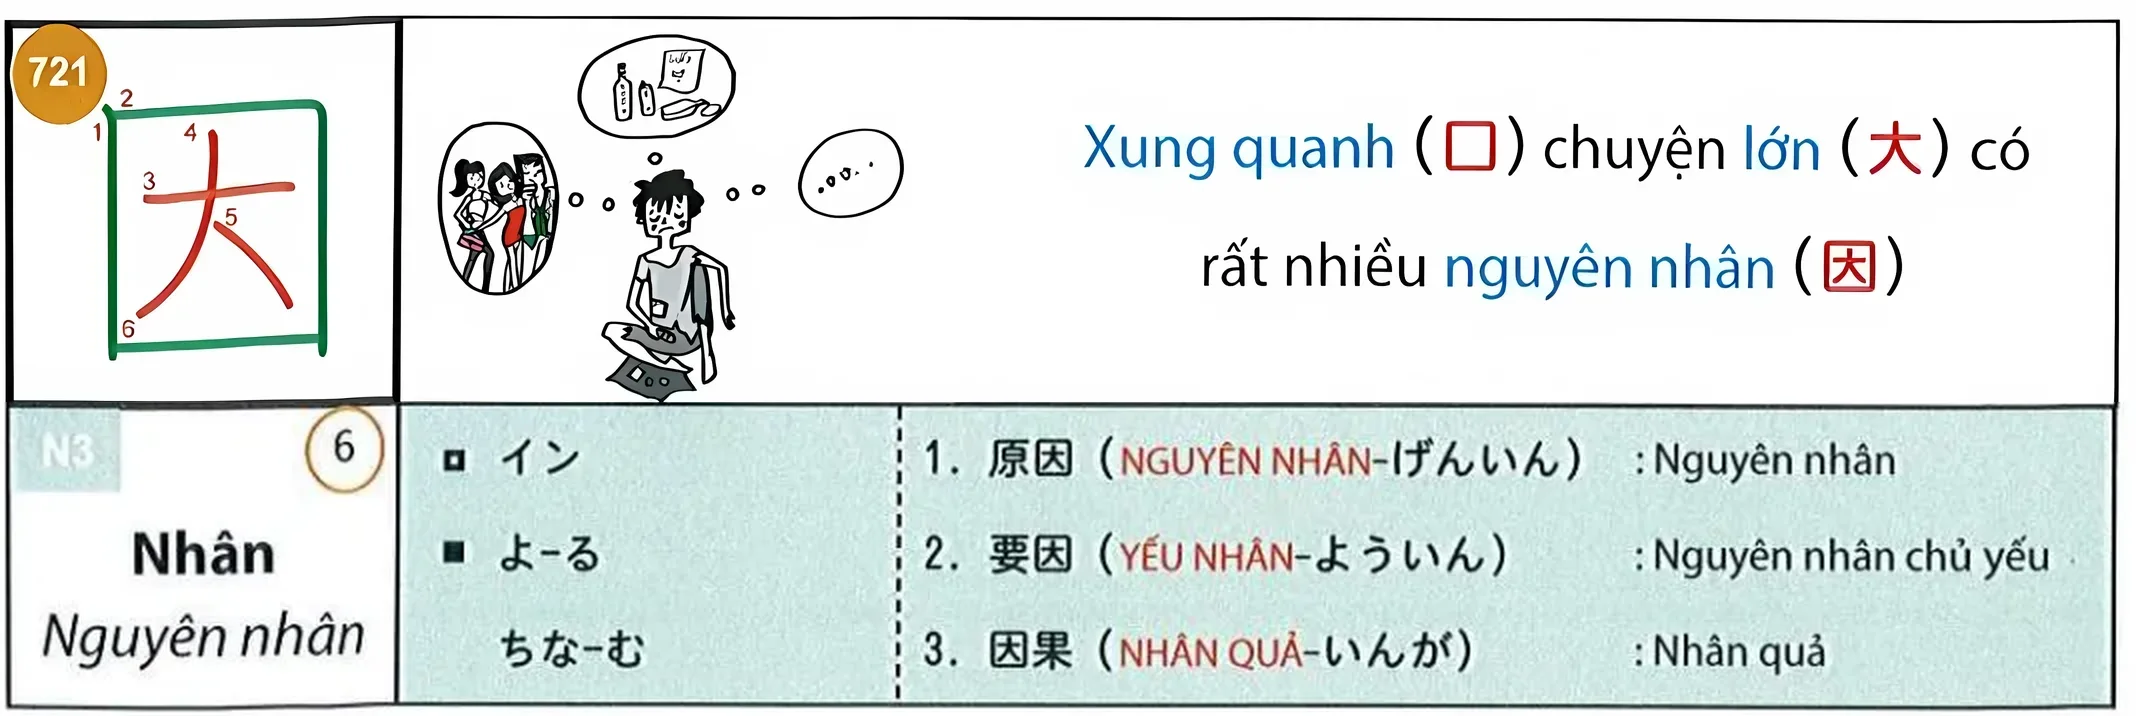 721
1
2
3
4
5
6
Xung quanh (口) chuyện lớn (大) có
rất nhiều nguyên nhân (因)
N3
6
Nhân
Nguyên nhân
イン
よ-る
ちな-む
1. 原因 (NGUYÊN NHÂN-げんいん) : Nguyên nhân
2. 要因 (YẾU NHÂN-よういん) : Nguyên nhân chủ yếu
3. 因果 (NHÂN QUẢ-いんが) : Nhân quả